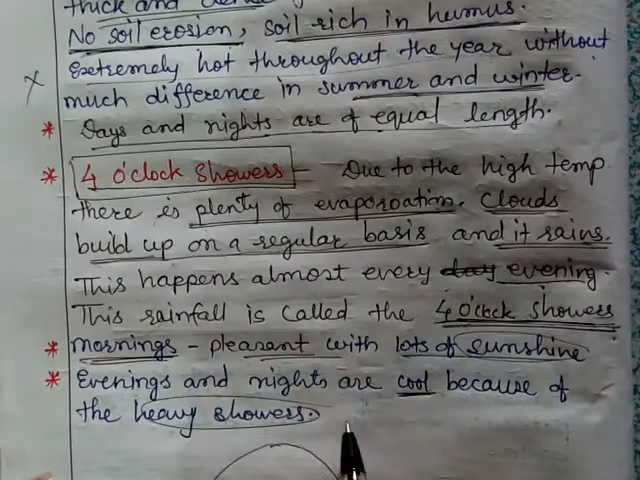 thick and
No soil erosion, soil rich in humus.
Extremely hot throughout the year without
much difference in summer and winter.
* Days and nights are of equal length.
* 4 o'clock showers - Due to the high temp
there is plenty of evaporation. Clouds
build up on a regular basis and it rains.
This happens almost every day evening.
This rainfall is called the 4 o'clock showers
* Mornings - pleasant with lots of sunshine
* Evenings and nights are cool because of
the heavy showers.